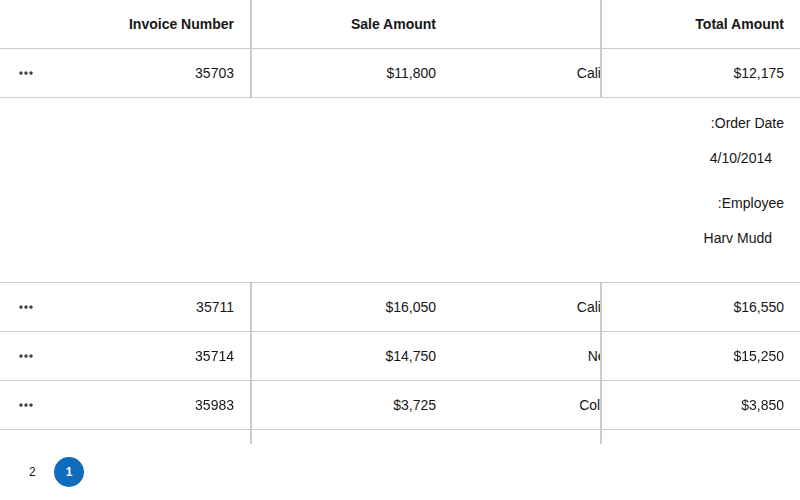 Invoice Number Sale Amount Total Amount
••• 35703 $11,800 Cali $12,175
:Order Date
4/10/2014
:Employee
Harv Mudd
••• 35711 $16,050 Cali $16,550
••• 35714 $14,750 Ne $15,250
••• 35983 $3,725 Col $3,850
2 1